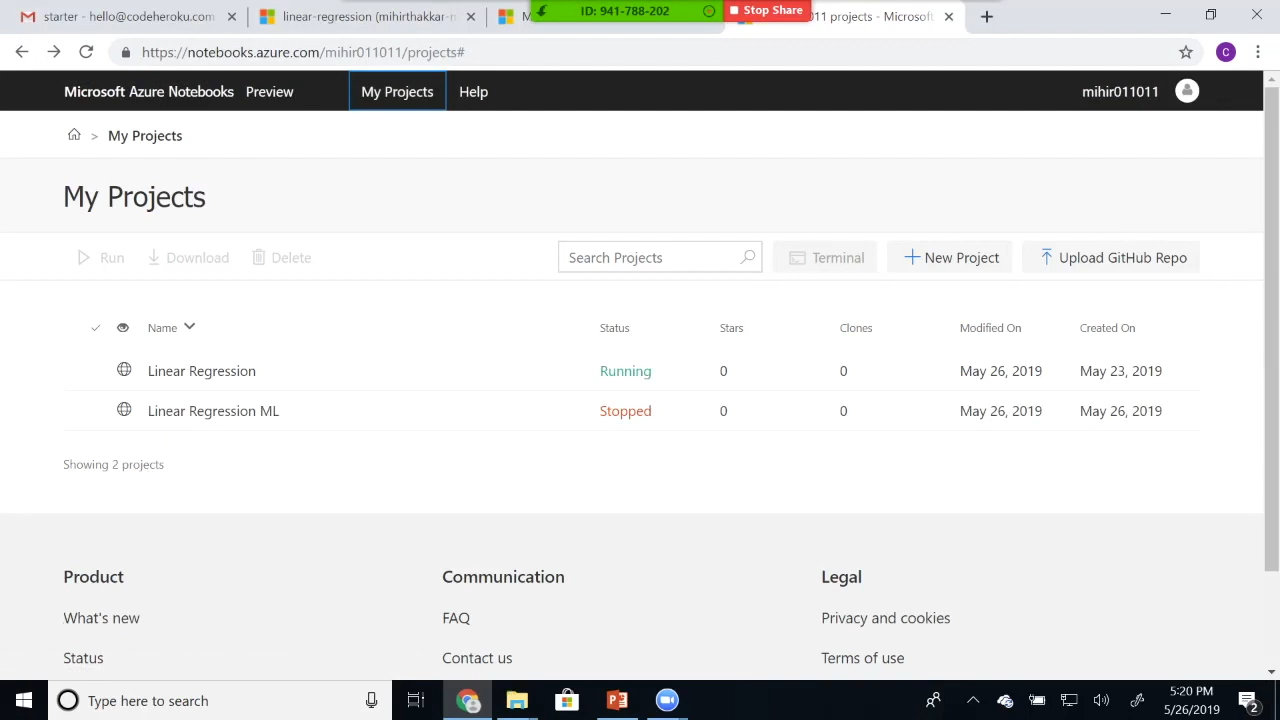 @codeheroku.com
linear-regression (mihirthakkar-m
M
ID: 941-788-202
Stop Share
011 projects - Microsoft
https://notebooks.azure.com/mihir011011/projects#
C
Microsoft Azure Notebooks Preview My Projects Help mihir011011
> My Projects
My Projects
Run Download Delete Search Projects Terminal New Project Upload GitHub Repo
Name Status Stars Clones Modified On Created On
Linear Regression Running 0 0 May 26, 2019 May 23, 2019
Linear Regression ML Stopped 0 0 May 26, 2019 May 26, 2019
Showing 2 projects
Product Communication Legal
What's new FAQ Privacy and cookies
Status Contact us Terms of use
Type here to search
5:20 PM
5/26/2019
2